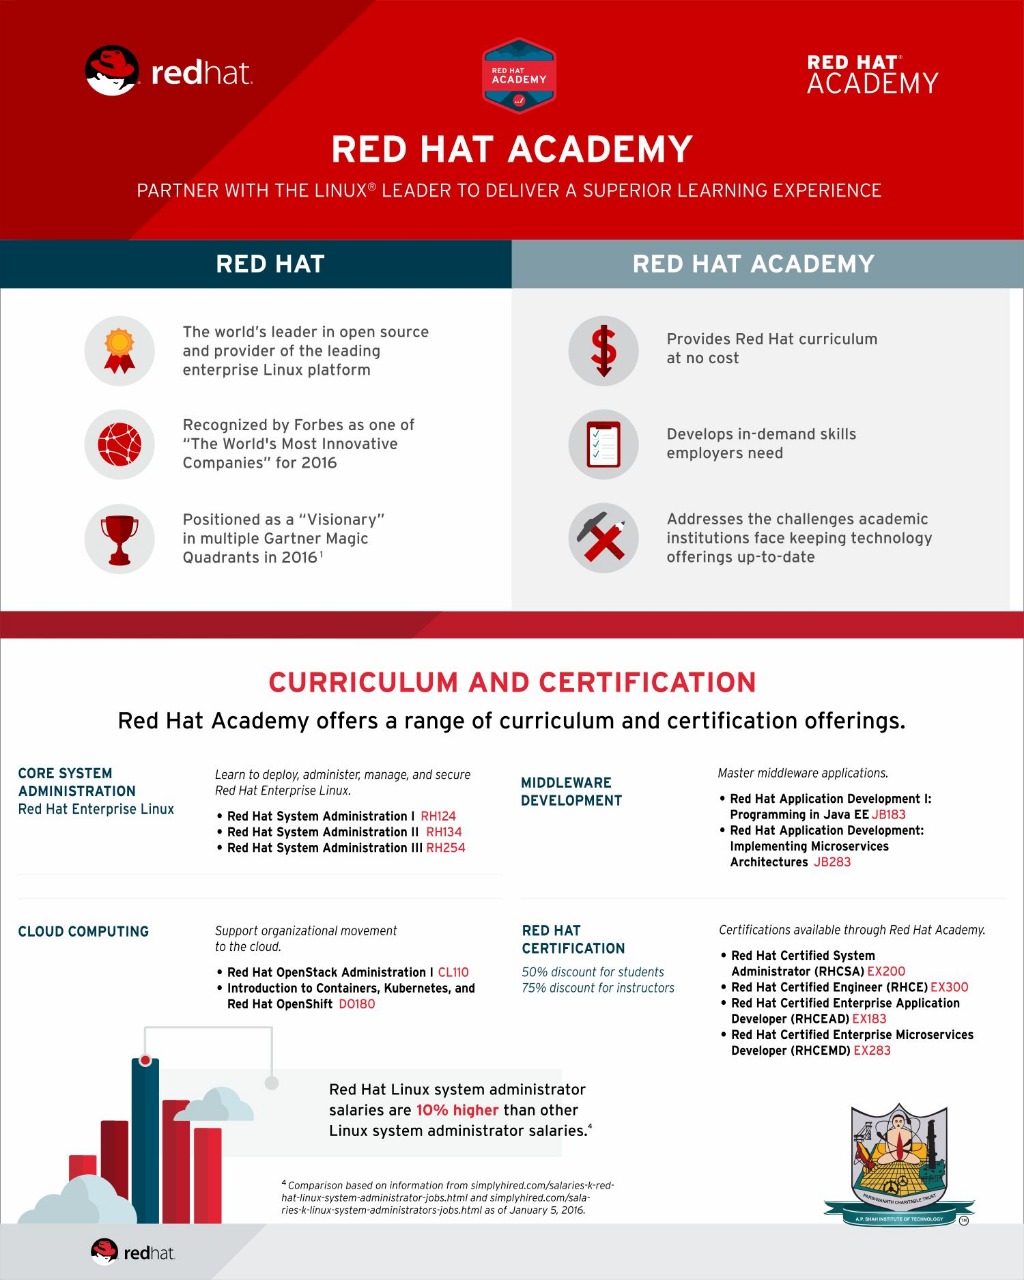 redhat.
RED HAT
ACADEMY
RED HAT®
ACADEMY
RED HAT ACADEMY
PARTNER WITH THE LINUX® LEADER TO DELIVER A SUPERIOR LEARNING EXPERIENCE
RED HAT
The world's leader in open source
and provider of the leading
enterprise Linux platform
Recognized by Forbes as one of
“The World's Most Innovative
Companies” for 2016
Positioned as a “Visionary”
in multiple Gartner Magic
Quadrants in 2016¹
RED HAT ACADEMY
Provides Red Hat curriculum
at no cost
Develops in-demand skills
employers need
Addresses the challenges academic
institutions face keeping technology
offerings up-to-date
CURRICULUM AND CERTIFICATION
Red Hat Academy offers a range of curriculum and certification offerings.
CORE SYSTEM
ADMINISTRATION
Red Hat Enterprise Linux
Learn to deploy, administer, manage, and secure
Red Hat Enterprise Linux.
• Red Hat System Administration I RH124
• Red Hat System Administration II RH134
• Red Hat System Administration III RH254
MIDDLEWARE
DEVELOPMENT
Master middleware applications.
• Red Hat Application Development I:
Programming in Java EE JB183
• Red Hat Application Development:
Implementing Microservices
Architectures JB283
CLOUD COMPUTING
Support organizational movement
to the cloud.
• Red Hat OpenStack Administration I CL110
• Introduction to Containers, Kubernetes, and
Red Hat OpenShift DO180
RED HAT
CERTIFICATION
50% discount for students
75% discount for instructors
Certifications available through Red Hat Academy.
• Red Hat Certified System
Administrator (RHCSA) EX200
• Red Hat Certified Engineer (RHCE) EX300
• Red Hat Certified Enterprise Application
Developer (RHCEAD) EX183
• Red Hat Certified Enterprise Microservices
Developer (RHCEMD) EX283
Red Hat Linux system administrator
salaries are 10% higher than other
Linux system administrator salaries.⁴
⁴ Comparison based on information from simplyhired.com/salaries-k-red-
hat-linux-system-administrator-jobs.html and simplyhired.com/sala-
ries-k-linux-system-administrators-jobs.html as of January 5, 2016.
PARSHVANATH CHARITABLE TRUST
A.P. SHAH INSTITUTE OF TECHNOLOGY
redhat.